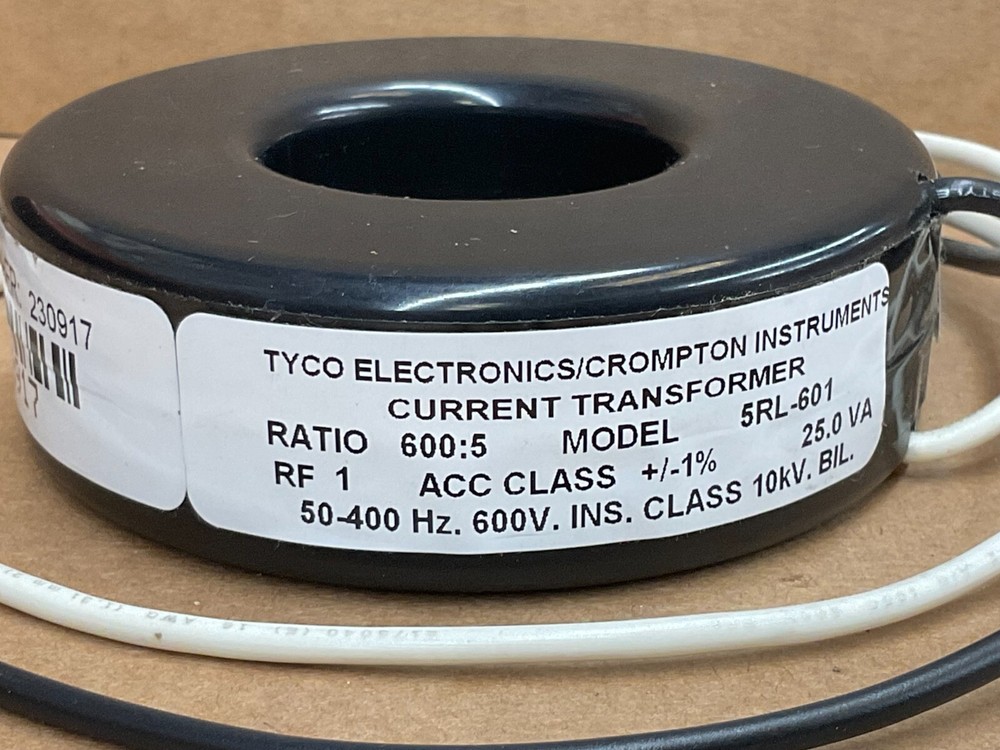 230917
17
TYCO ELECTRONICS/CROMPTON INSTRUMENTS
CURRENT TRANSFORMER
RATIO 600:5 MODEL 5RL-601
RF 1 ACC CLASS +/-1% 25.0 VA
50-400 Hz. 600V. INS. CLASS 10kV. BIL.